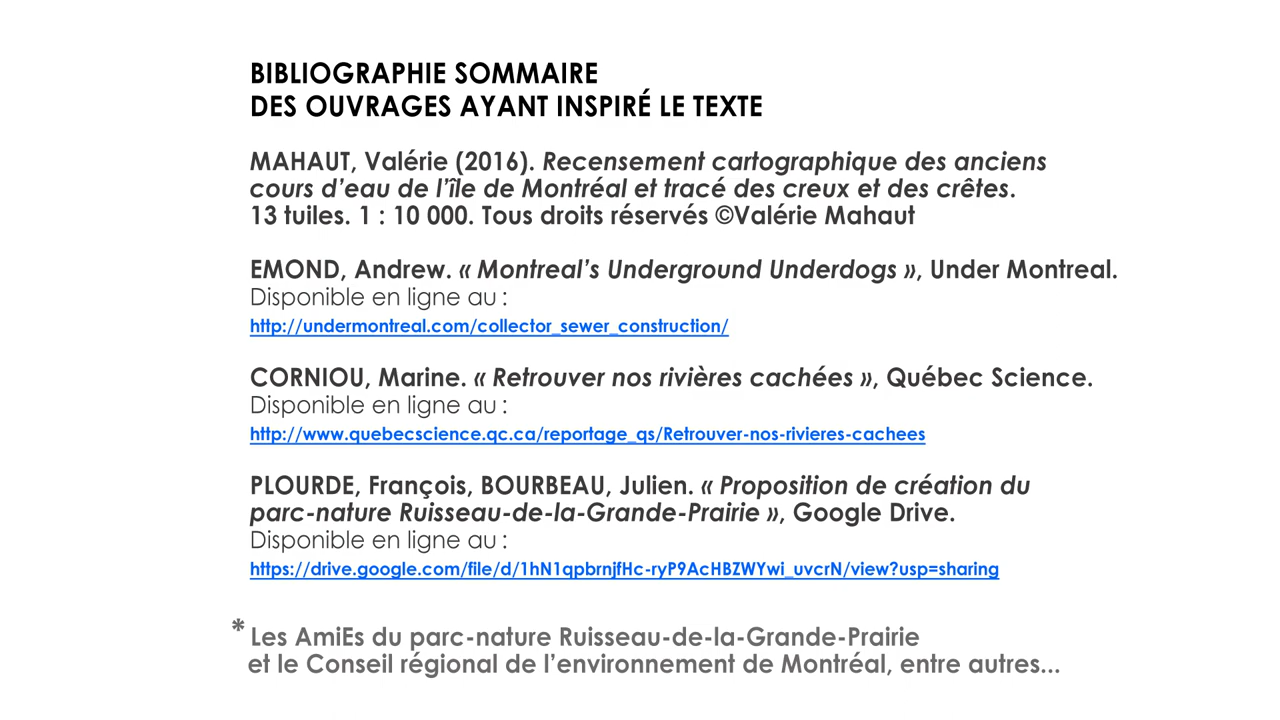 BIBLIOGRAPHIE SOMMAIRE
DES OUVRAGES AYANT INSPIRÉ LE TEXTE
MAHAUT, Valérie (2016). Recensement cartographique des anciens
cours d’eau de l’île de Montréal et tracé des creux et des crêtes.
13 tuiles. 1 : 10 000. Tous droits réservés ©Valérie Mahaut
EMOND, Andrew. « Montreal’s Underground Underdogs », Under Montreal.
Disponible en ligne au :
http://undermontreal.com/collector_sewer_construction/
CORNIOU, Marine. « Retrouver nos rivières cachées », Québec Science.
Disponible en ligne au :
http://www.quebecscience.qc.ca/reportage_qs/Retrouver-nos-rivieres-cachees
PLOURDE, François, BOURBEAU, Julien. « Proposition de création du
parc-nature Ruisseau-de-la-Grande-Prairie », Google Drive.
Disponible en ligne au :
https://drive.google.com/file/d/1hN1qpbrnjfHc-ryP9AcHBZWYwi_uvcrN/view?usp=sharing
* Les AmiEs du parc-nature Ruisseau-de-la-Grande-Prairie
et le Conseil régional de l’environnement de Montréal, entre autres...